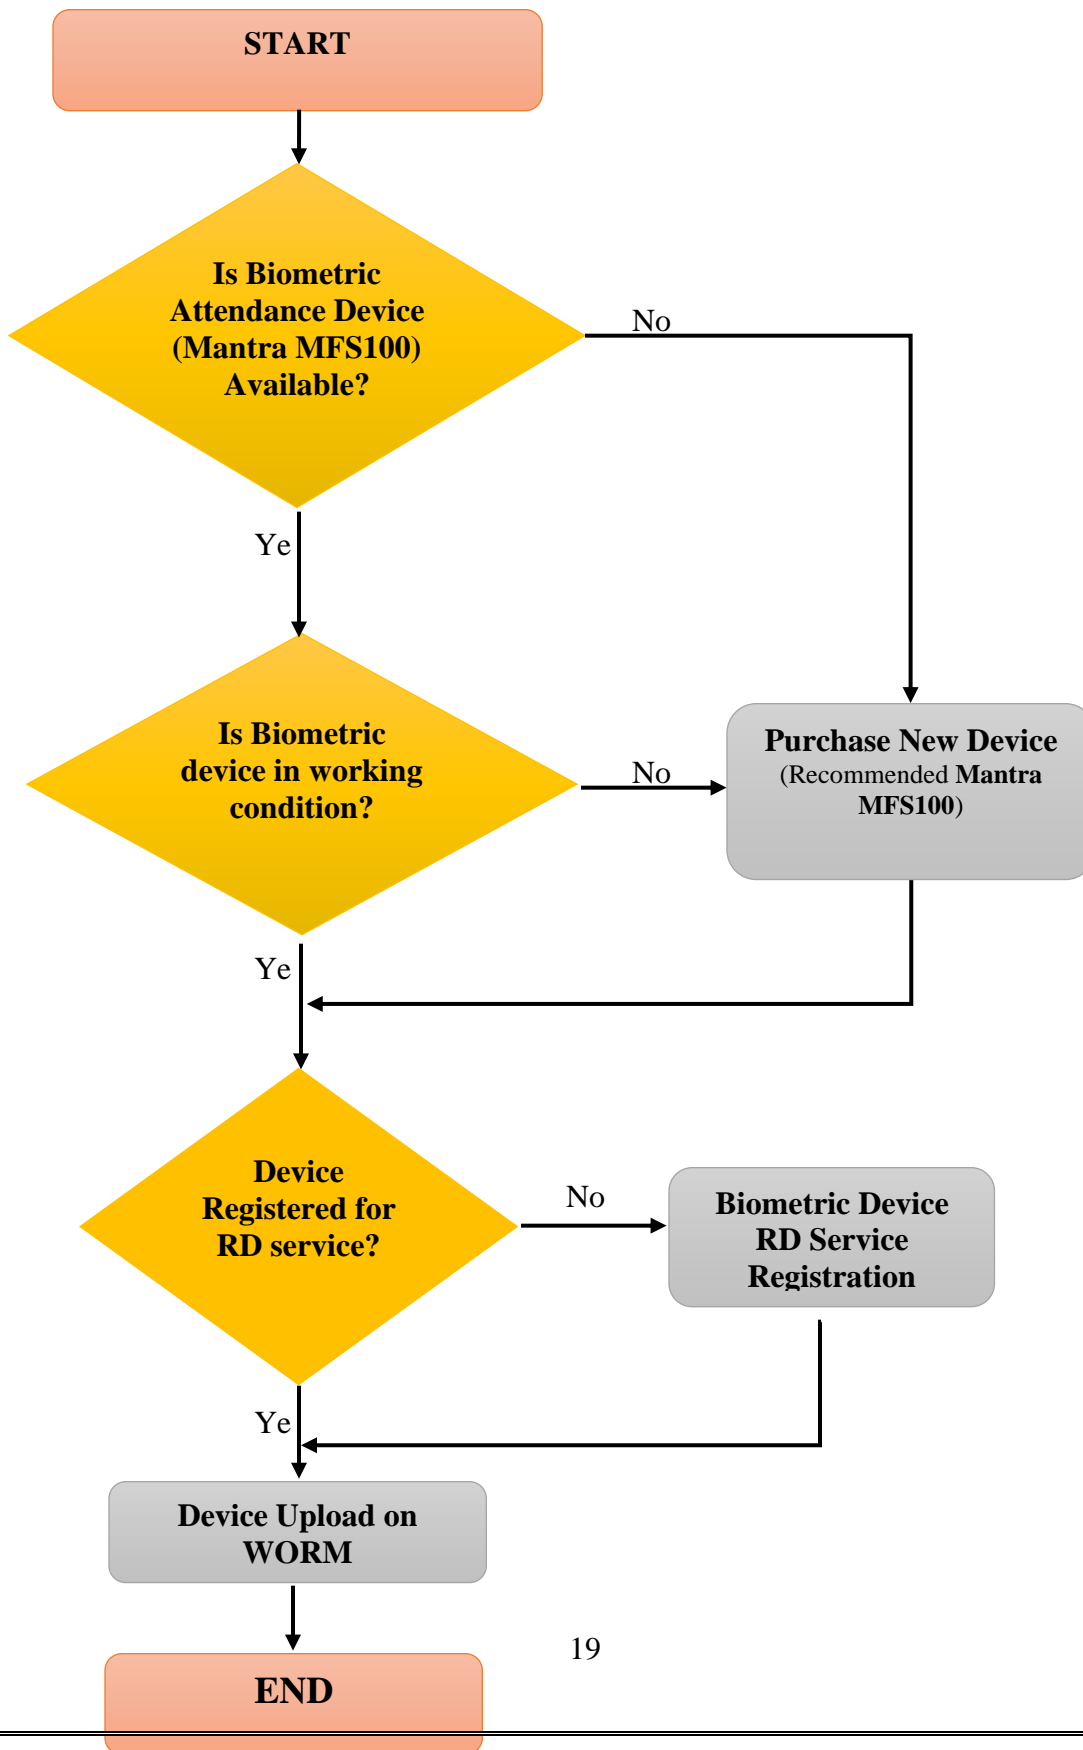 START
Is Biometric
Attendance Device
(Mantra MFS100)
Available?
No
Ye
Is Biometric
device in working
condition?
No
Purchase New Device
(Recommended Mantra
MFS100)
Ye
Device
Registered for
RD service?
No
Biometric Device
RD Service
Registration
Ye
Device Upload on
WORM
19
END